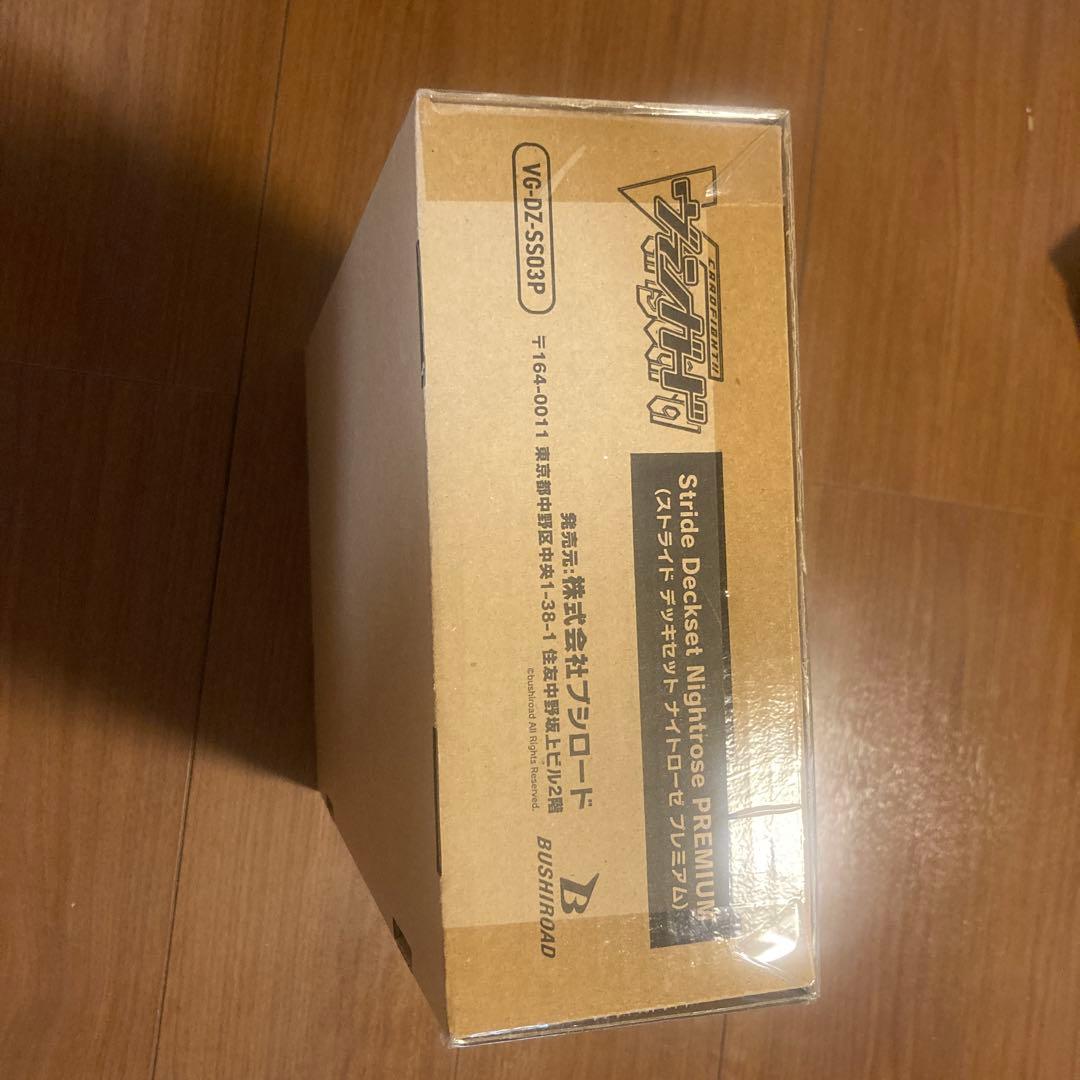 CARDFIGHT!!
ヴァンガード
Stride Deckset Nightrose PREMIUM
(ストライド デッキセット ナイトローゼ プレミアム)
VG-DZ-SS03P
発売元:株式会社ブシロード
〒164-0011 東京都中野区中央1-38-1 住友中野坂上ビル2階
©bushiroad All Rights Reserved.
BUSHIROAD